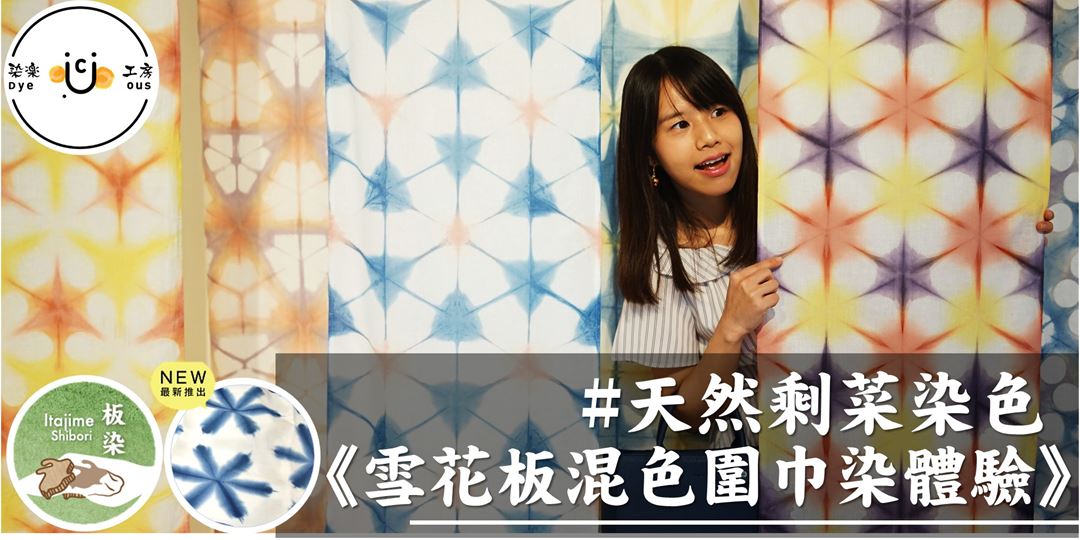 染楽 工房
Dye ous
NEW
最新推出
Itajime
Shibori
板染
#天然剩菜染色
《雪花板混色圍巾染體驗》